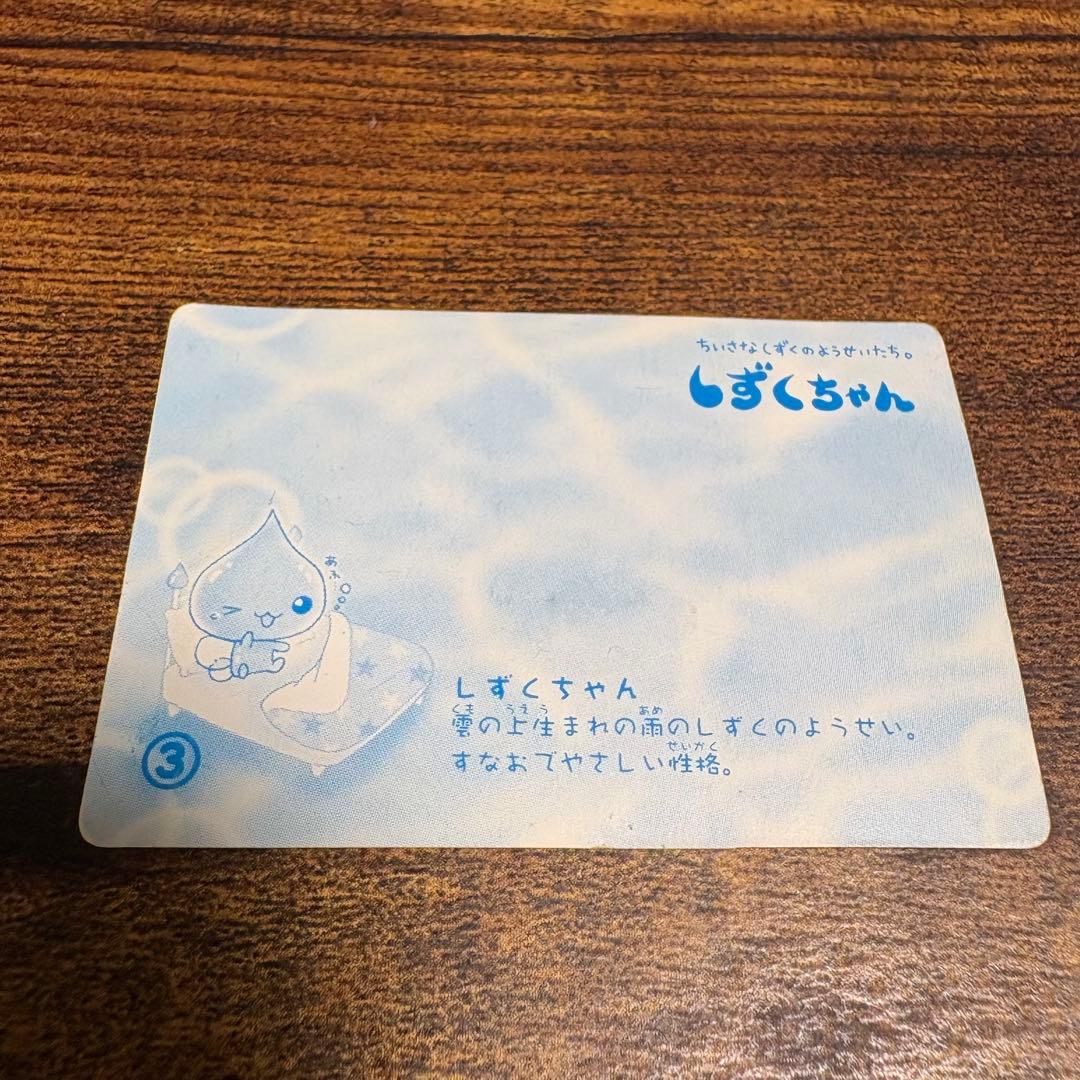 ちいさなしずくのようせいたち。
しずくちゃん
あふ
しずくちゃん
雲の上生まれの雨のしずくのようせい。
すなおでやさしい性格。
くも うえう あめ
せいかく
③